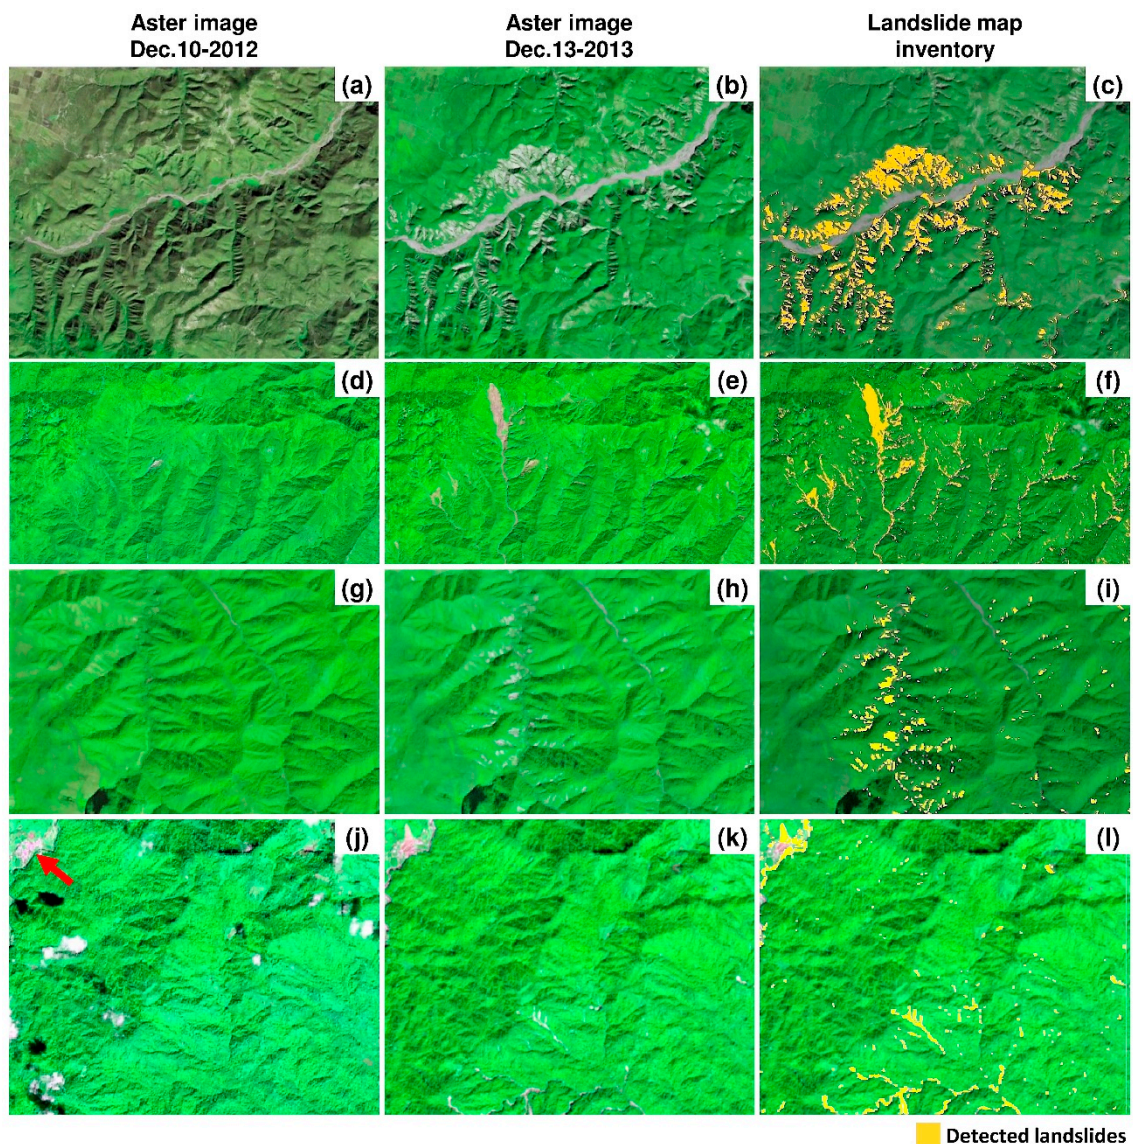 Aster image
Dec.10-2012
Aster image
Dec.13-2013
Landslide map
inventory
(a)
(b)
(c)
(d)
(e)
(f)
(g)
(h)
(i)
(j)
(k)
(l)
Detected landslides